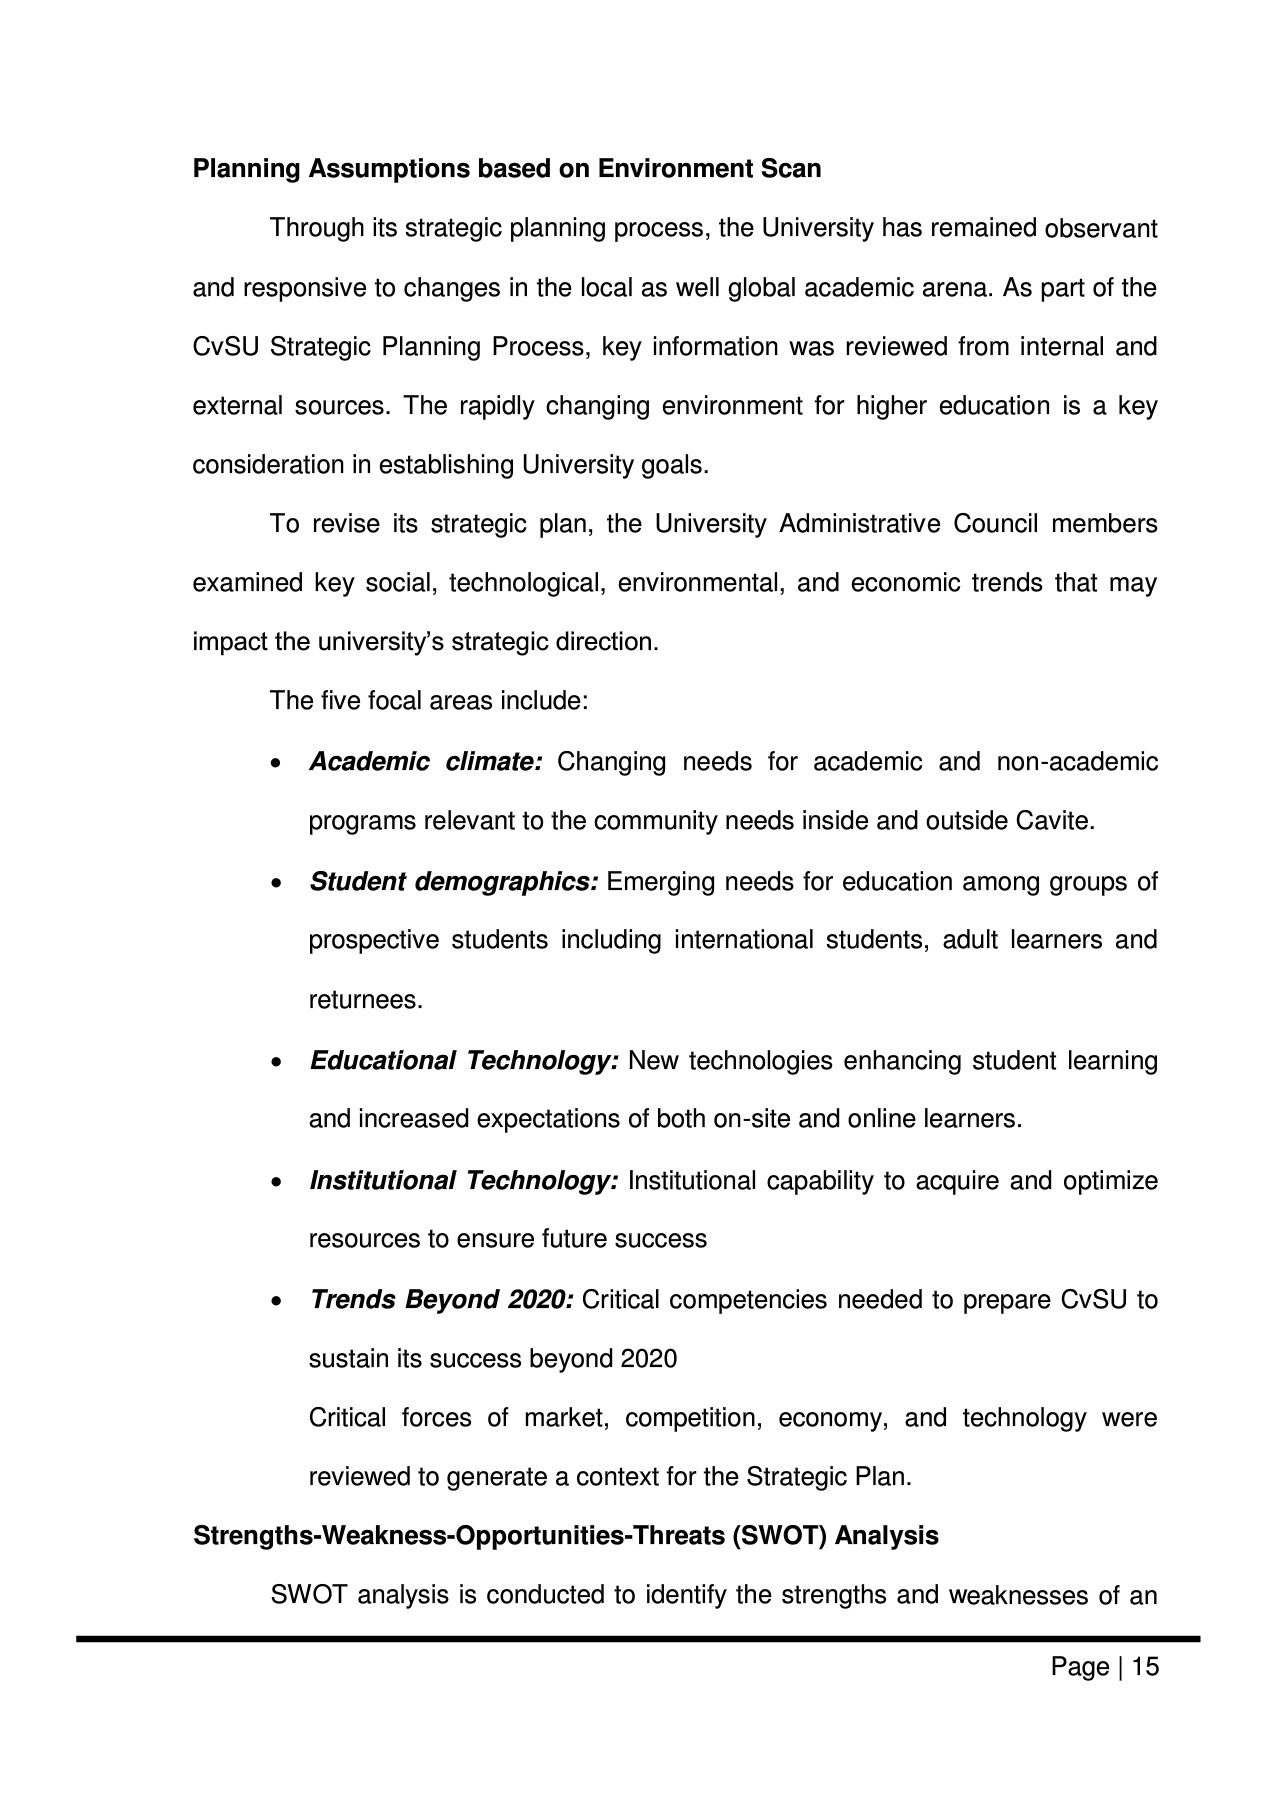 Planning Assumptions based on Environment Scan
Through its strategic planning process, the University has remained observant
and responsive to changes in the local as well global academic arena. As part of the
CvSU Strategic Planning Process, key information was reviewed from internal and
external sources. The rapidly changing environment for higher education is a key
consideration in establishing University goals.
To revise its strategic plan, the University Administrative Council members
examined key social, technological, environmental, and economic trends that may
impact the university’s strategic direction.
The five focal areas include:
• Academic climate: Changing needs for academic and non-academic
programs relevant to the community needs inside and outside Cavite.
• Student demographics: Emerging needs for education among groups of
prospective students including international students, adult learners and
returnees.
• Educational Technology: New technologies enhancing student learning
and increased expectations of both on-site and online learners.
• Institutional Technology: Institutional capability to acquire and optimize
resources to ensure future success
• Trends Beyond 2020: Critical competencies needed to prepare CvSU to
sustain its success beyond 2020
Critical forces of market, competition, economy, and technology were
reviewed to generate a context for the Strategic Plan.
Strengths-Weakness-Opportunities-Threats (SWOT) Analysis
SWOT analysis is conducted to identify the strengths and weaknesses of an
Page | 15